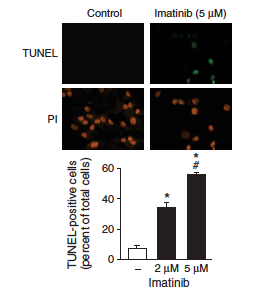 Control Imatinib (5 μM)
TUNEL
PI
TUNEL-positive cells
(percent of total cells)
60
40
20
0
*
*
#
– 2 μM 5 μM
Imatinib